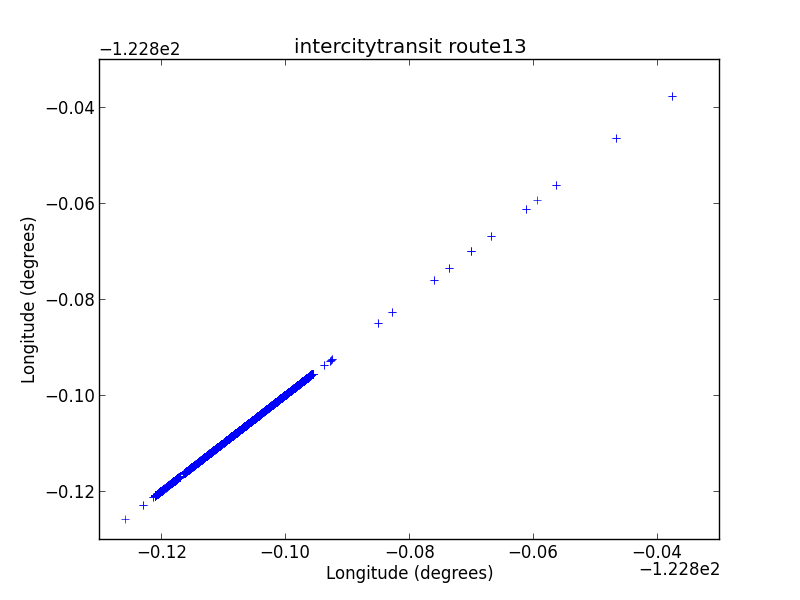 intercitytransit route13
−1.228e2
−0.04
−0.06
−0.08
−0.10
−0.12
Longitude (degrees)
−0.12 −0.10 −0.08 −0.06 −0.04
Longitude (degrees)
−1.228e2